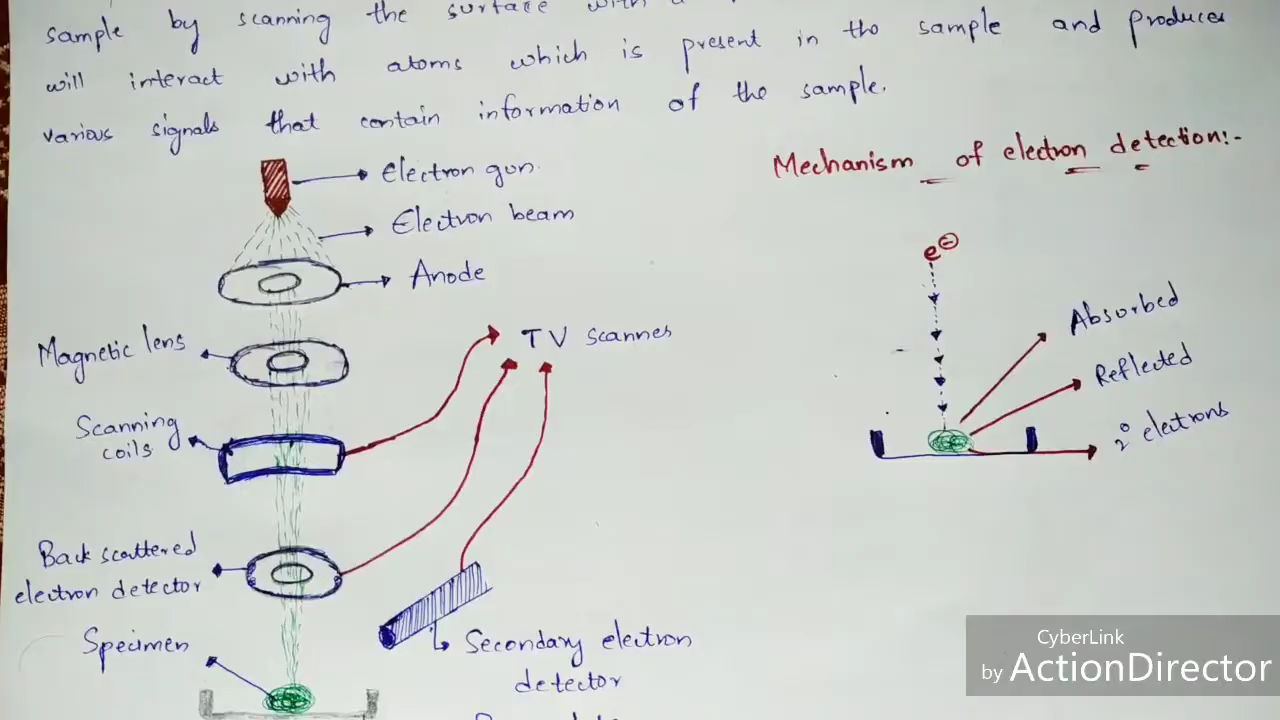 sample by scanning the surface with a
will interact with atoms which is present in the sample and produces
various signals that contain information of the sample.
Mechanism of electron detection:-
Electron gun.
Electron beam
Anode
Magnetic lens
TV scannes
Scanning
coils
Back scattered
electron detector
Specimen
Secondary electron
detector
e⊖
Absorbed
Reflected
2° electrons
CyberLink
by ActionDirector